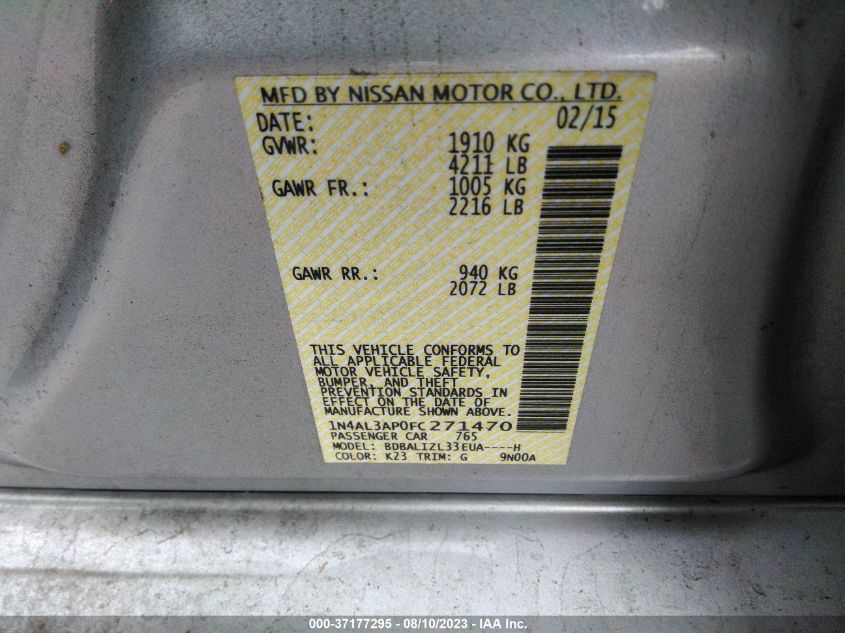 MFD BY NISSAN MOTOR CO., LTD.
DATE: 02/15
GVWR: 1910 KG
4211 LB
GAWR FR.: 1005 KG
2216 LB
GAWR RR.: 940 KG
2072 LB
THIS VEHICLE CONFORMS TO
ALL APPLICABLE FEDERAL
MOTOR VEHICLE SAFETY,
BUMPER, AND THEFT
PREVENTION STANDARDS IN
EFFECT ON THE DATE OF
MANUFACTURE SHOWN ABOVE.
1N4AL3AP0FC271470
PASSENGER CAR 765
MODEL: BDBALIZL33EUA----H
COLOR: K23 TRIM: G 9N00A
000-37177295 - 08/10/2023 - IAA Inc.